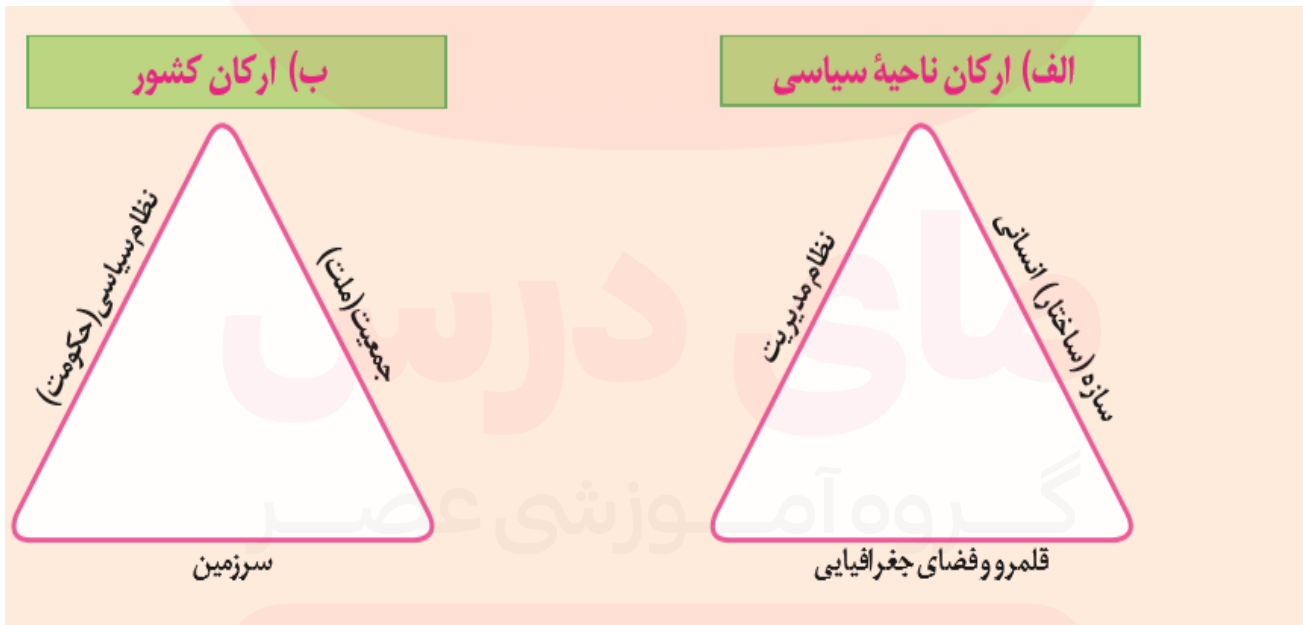 الف) ارکان ناحیهٔ سیاسی
سازه (ساختار) انسانی
نظام مدیریت
قلمرو و فضای جغرافیایی
ب) ارکان کشور
جمعیت (ملت)
نظام سیاسی (حکومت)
سرزمین
مای درس
گروه آموزشی عصر